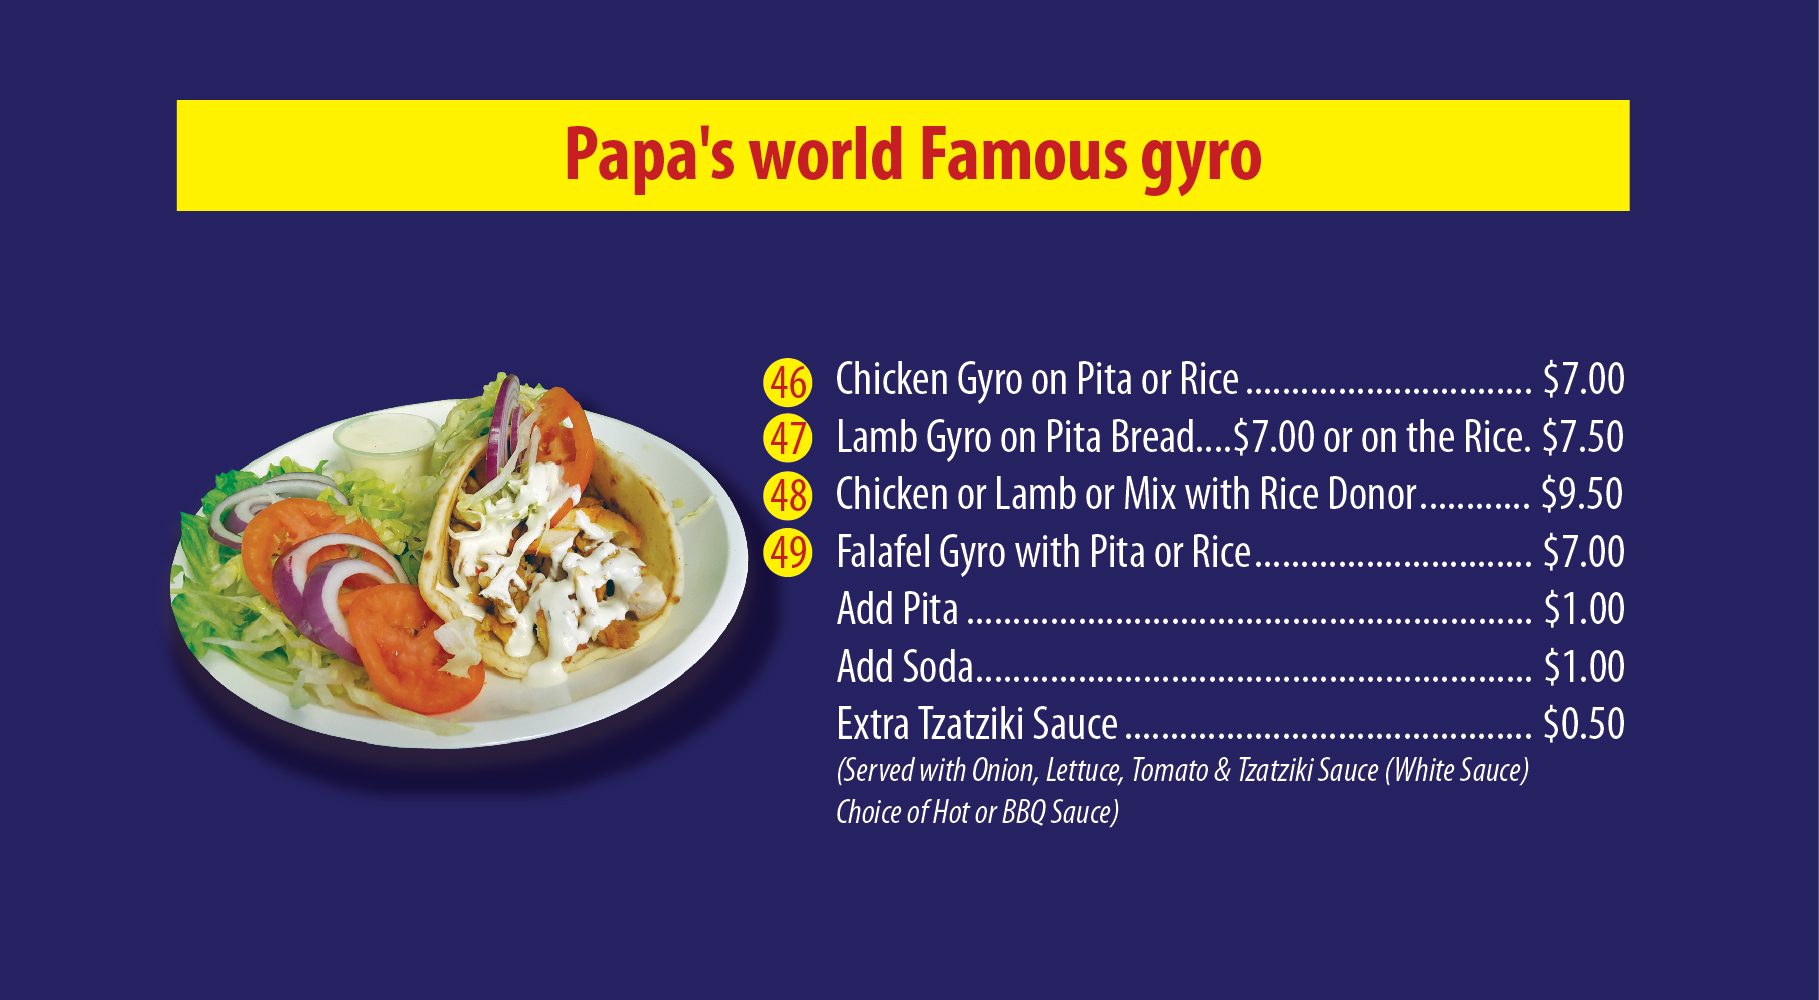 Papa's world Famous gyro
46 Chicken Gyro on Pita or Rice .............................. $7.00
47 Lamb Gyro on Pita Bread....$7.00 or on the Rice. $7.50
48 Chicken or Lamb or Mix with Rice Donor............ $9.50
49 Falafel Gyro with Pita or Rice.............................. $7.00
Add Pita ............................................................. $1.00
Add Soda............................................................ $1.00
Extra Tzatziki Sauce ............................................ $0.50
(Served with Onion, Lettuce, Tomato & Tzatziki Sauce (White Sauce)
Choice of Hot or BBQ Sauce)